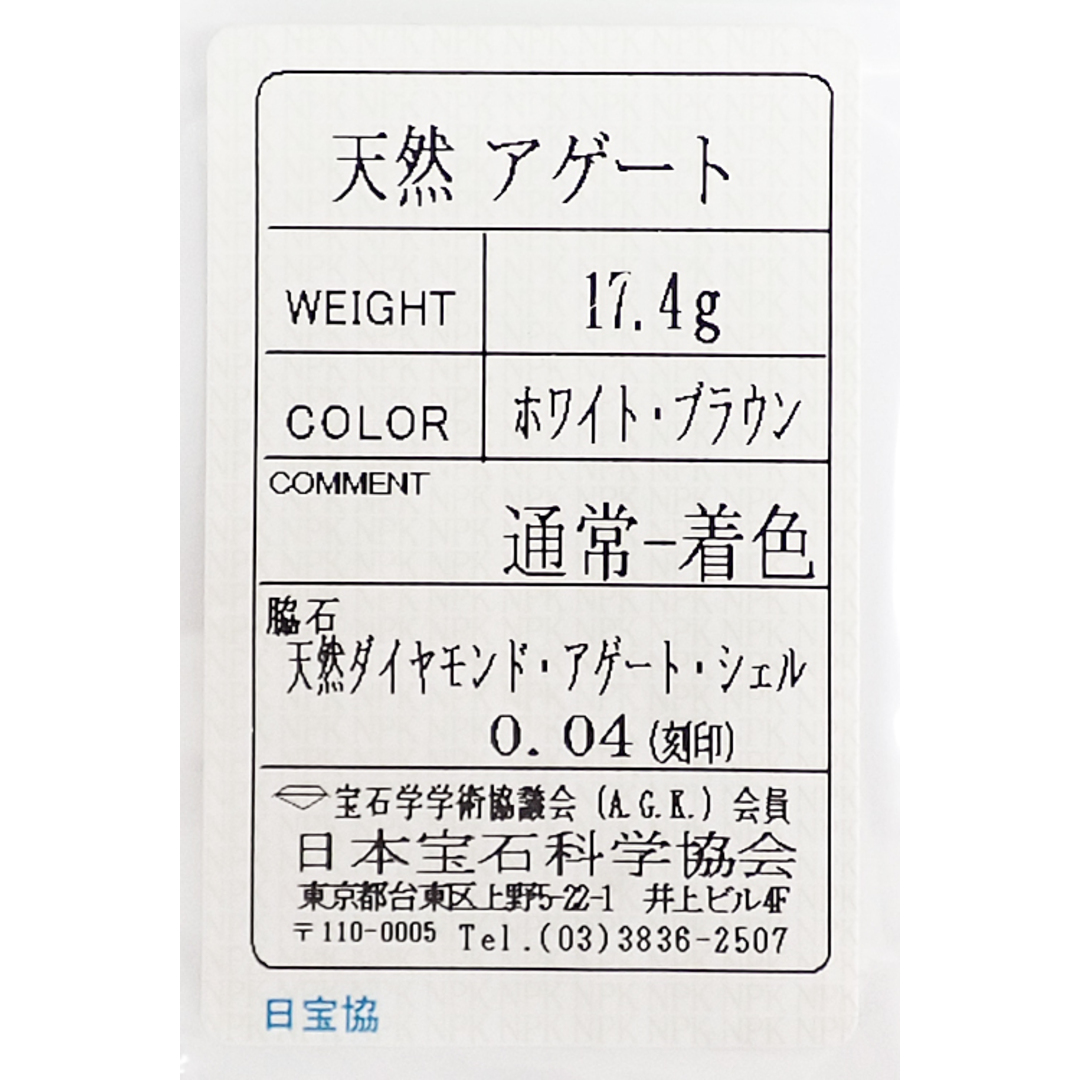 天然 アゲート
WEIGHT 17.4g
COLOR ホワイト・ブラウン
COMMENT
通常-着色
脇石
天然ダイヤモンド・アゲート・シェル
0.04 (刻印)
宝石学学術協議会 (A.G.K.) 会員
日本宝石科学協会
東京都台東区上野5-22-1 井上ビル4F
〒110-0005 Tel.(03)3836-2507
日宝協